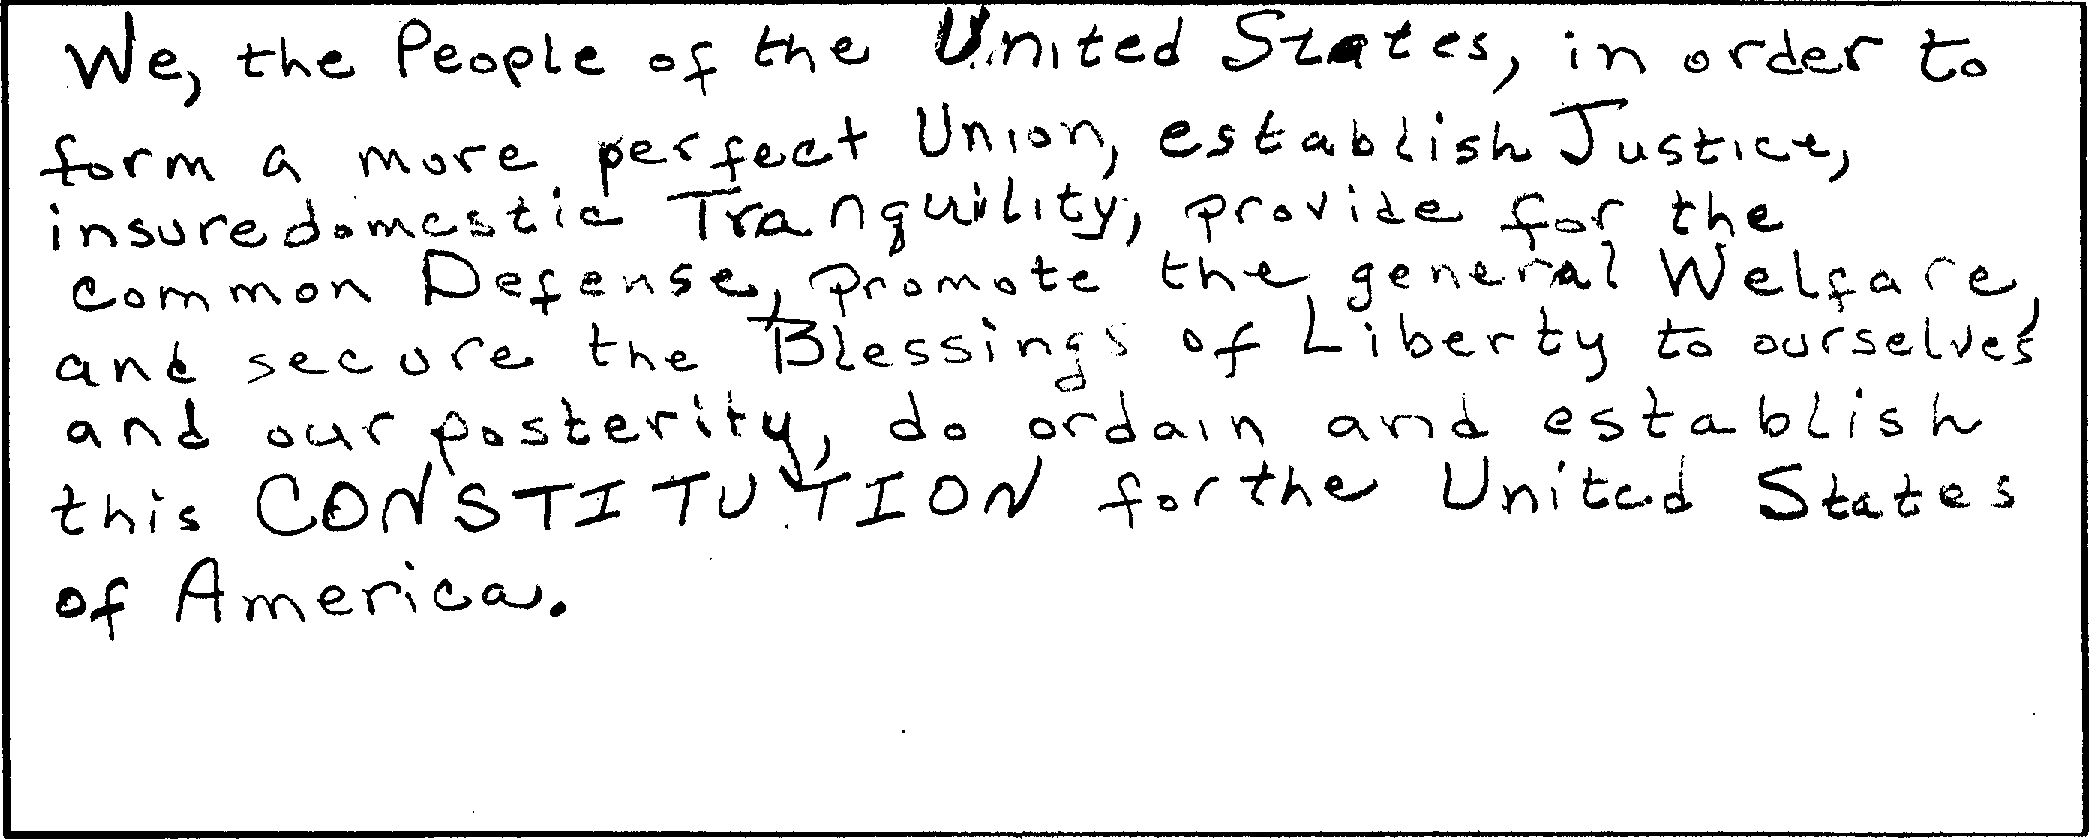 We, the People of the United States, in order to
form a more perfect Union, establish Justice,
insure domestic Tranquility, provide for the
common Defense, promote the general Welfare,
and secure the Blessings of Liberty to ourselves
and our posterity, do ordain and establish
this CONSTITUTION for the United States
of America.